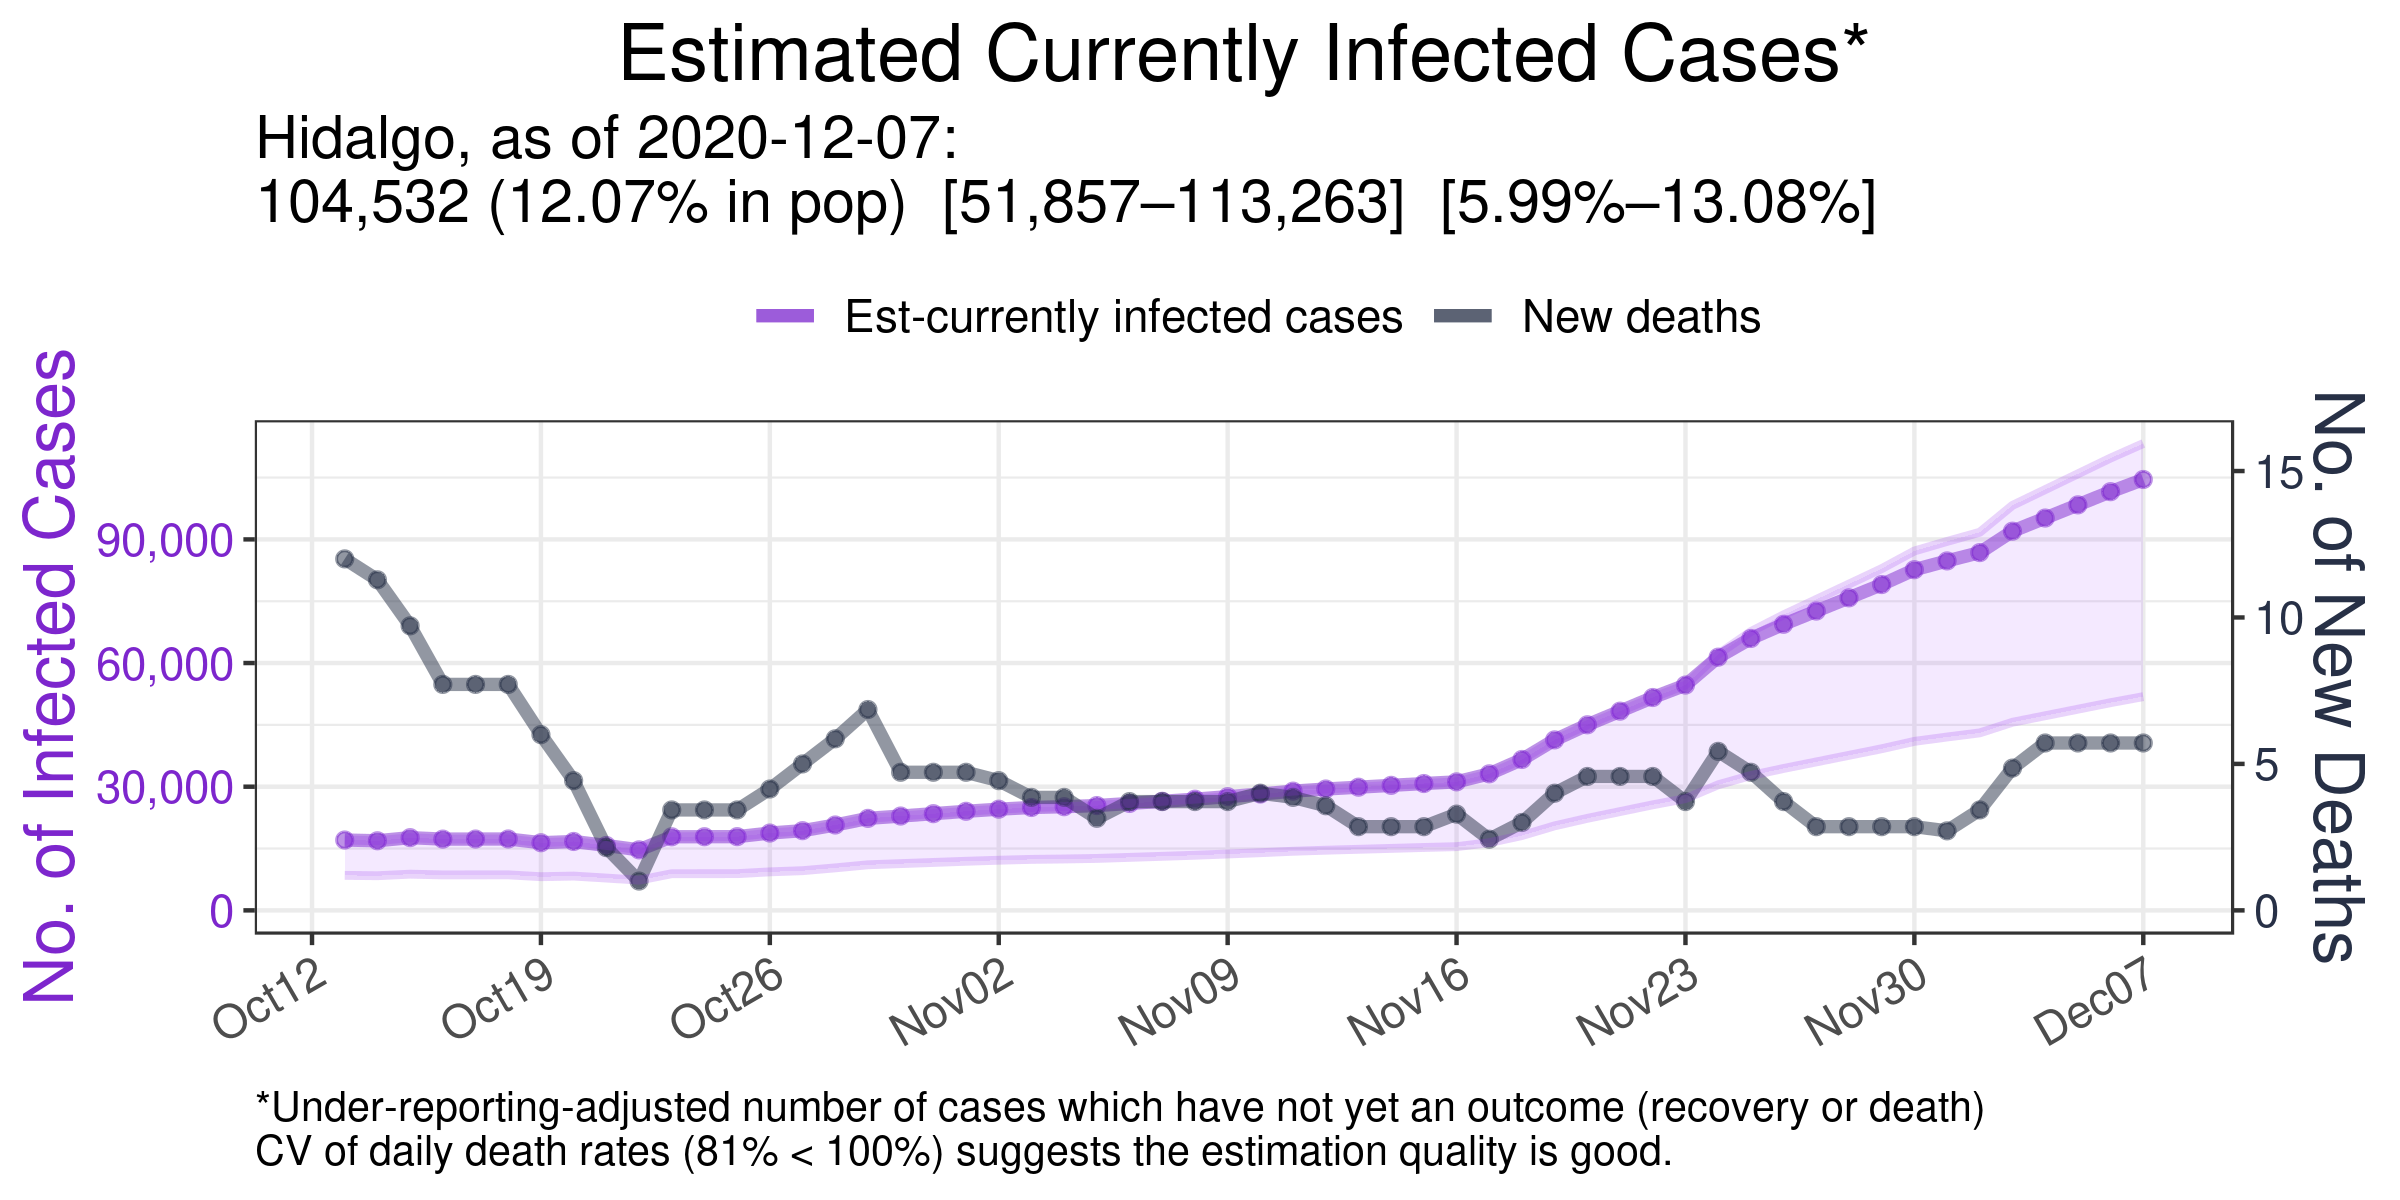 Estimated Currently Infected Cases*
Hidalgo, as of 2020-12-07:
104,532 (12.07% in pop)  [51,857–113,263]  [5.99%–13.08%]
Est-currently infected cases
New deaths
No. of Infected Cases
90,000
60,000
30,000
0
No. of New Deaths
15
10
5
0
Oct12
Oct19
Oct26
Nov02
Nov09
Nov16
Nov23
Nov30
Dec07
*Under-reporting-adjusted number of cases which have not yet an outcome (recovery or death)
CV of daily death rates (81% < 100%) suggests the estimation quality is good.